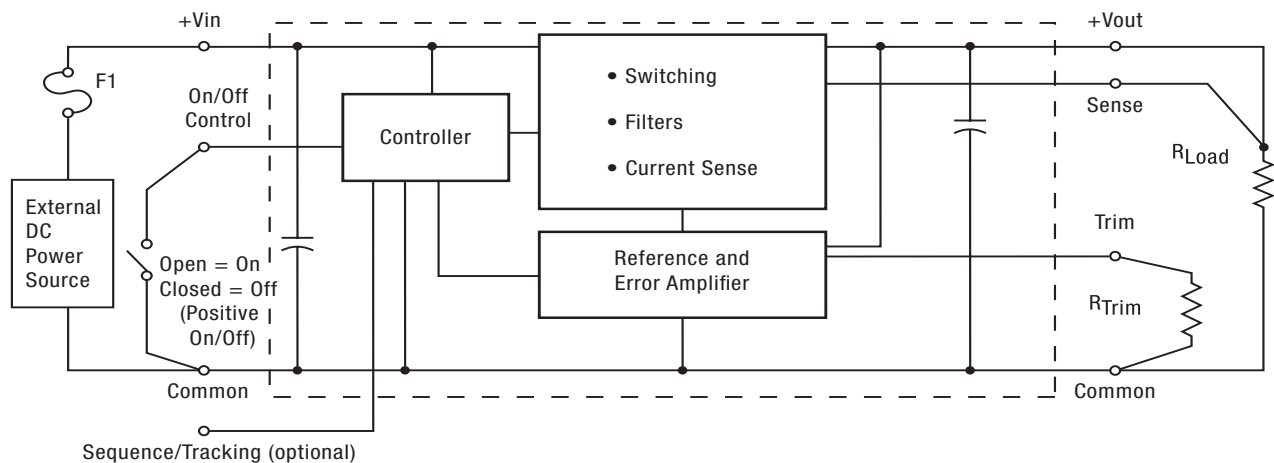 +Vin
+Vout
F1
On/Off
Control
Controller
• Switching
• Filters
• Current Sense
Sense
RLoad
External
DC
Power
Source
Open = On
Closed = Off
(Positive
On/Off)
Reference and
Error Amplifier
Trim
RTrim
Common
Common
Sequence/Tracking (optional)